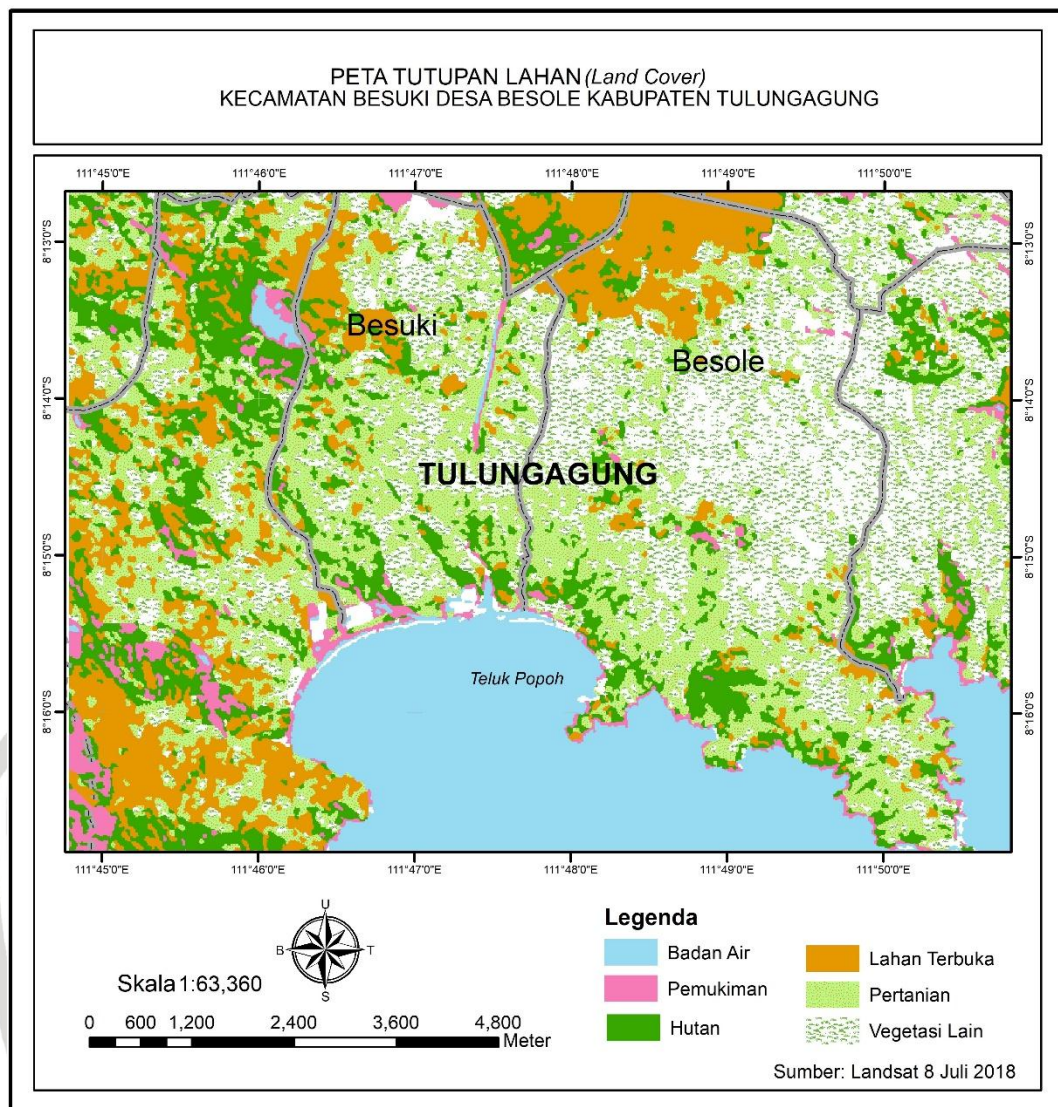 PETA TUTUPAN LAHAN (Land Cover)
KECAMATAN BESUKI DESA BESOLE KABUPATEN TULUNGAGUNG
111°45'0"E 111°46'0"E 111°47'0"E 111°48'0"E 111°49'0"E 111°50'0"E
8°13'0"S 8°13'0"S
Besuki
Besole
8°14'0"S 8°14'0"S
TULUNGAGUNG
8°15'0"S 8°15'0"S
Teluk Popoh
8°16'0"S 8°16'0"S
111°45'0"E 111°46'0"E 111°47'0"E 111°48'0"E 111°49'0"E 111°50'0"E
U
B T
S
Skala 1:63,360
0 600 1,200 2,400 3,600 4,800
Meter
Legenda
Badan Air
Pemukiman
Hutan
Lahan Terbuka
Pertanian
Vegetasi Lain
Sumber: Landsat 8 Juli 2018